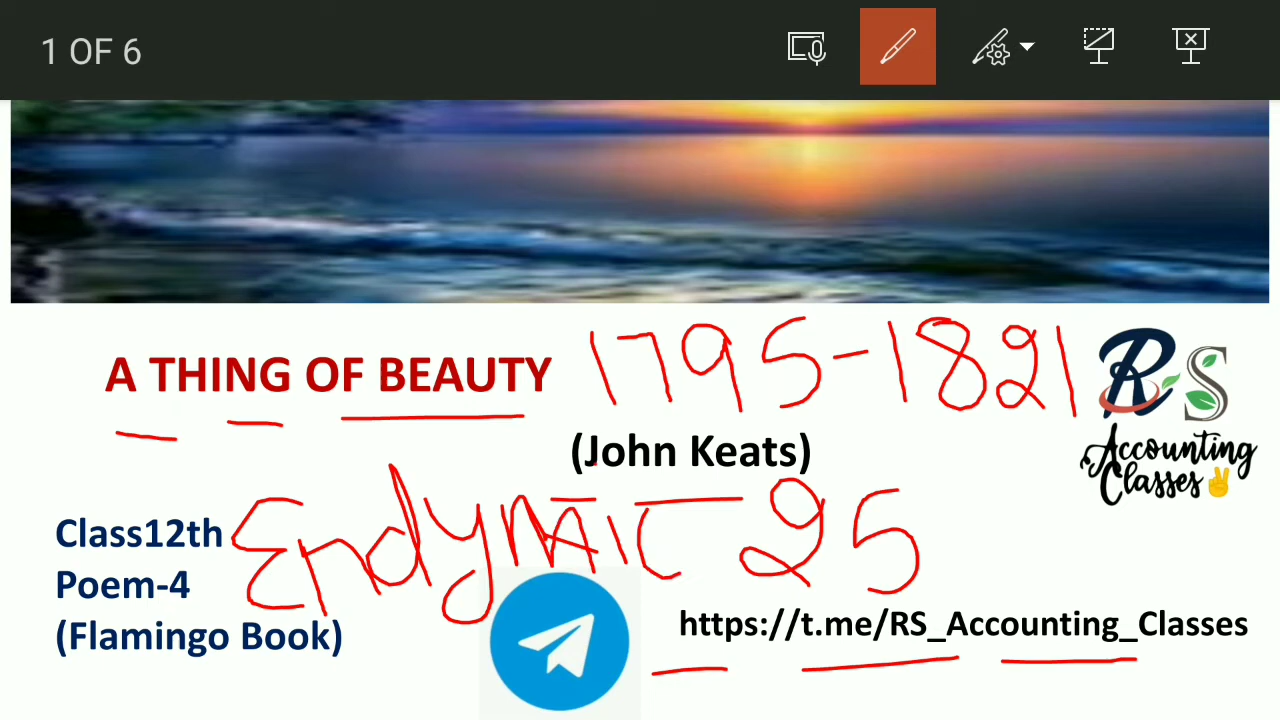 1 OF 6
A THING OF BEAUTY 1795-1821
(John Keats)
RS
Accounting
Classes
Class12th
Poem-4
(Flamingo Book)
25
https://t.me/RS_Accounting_Classes